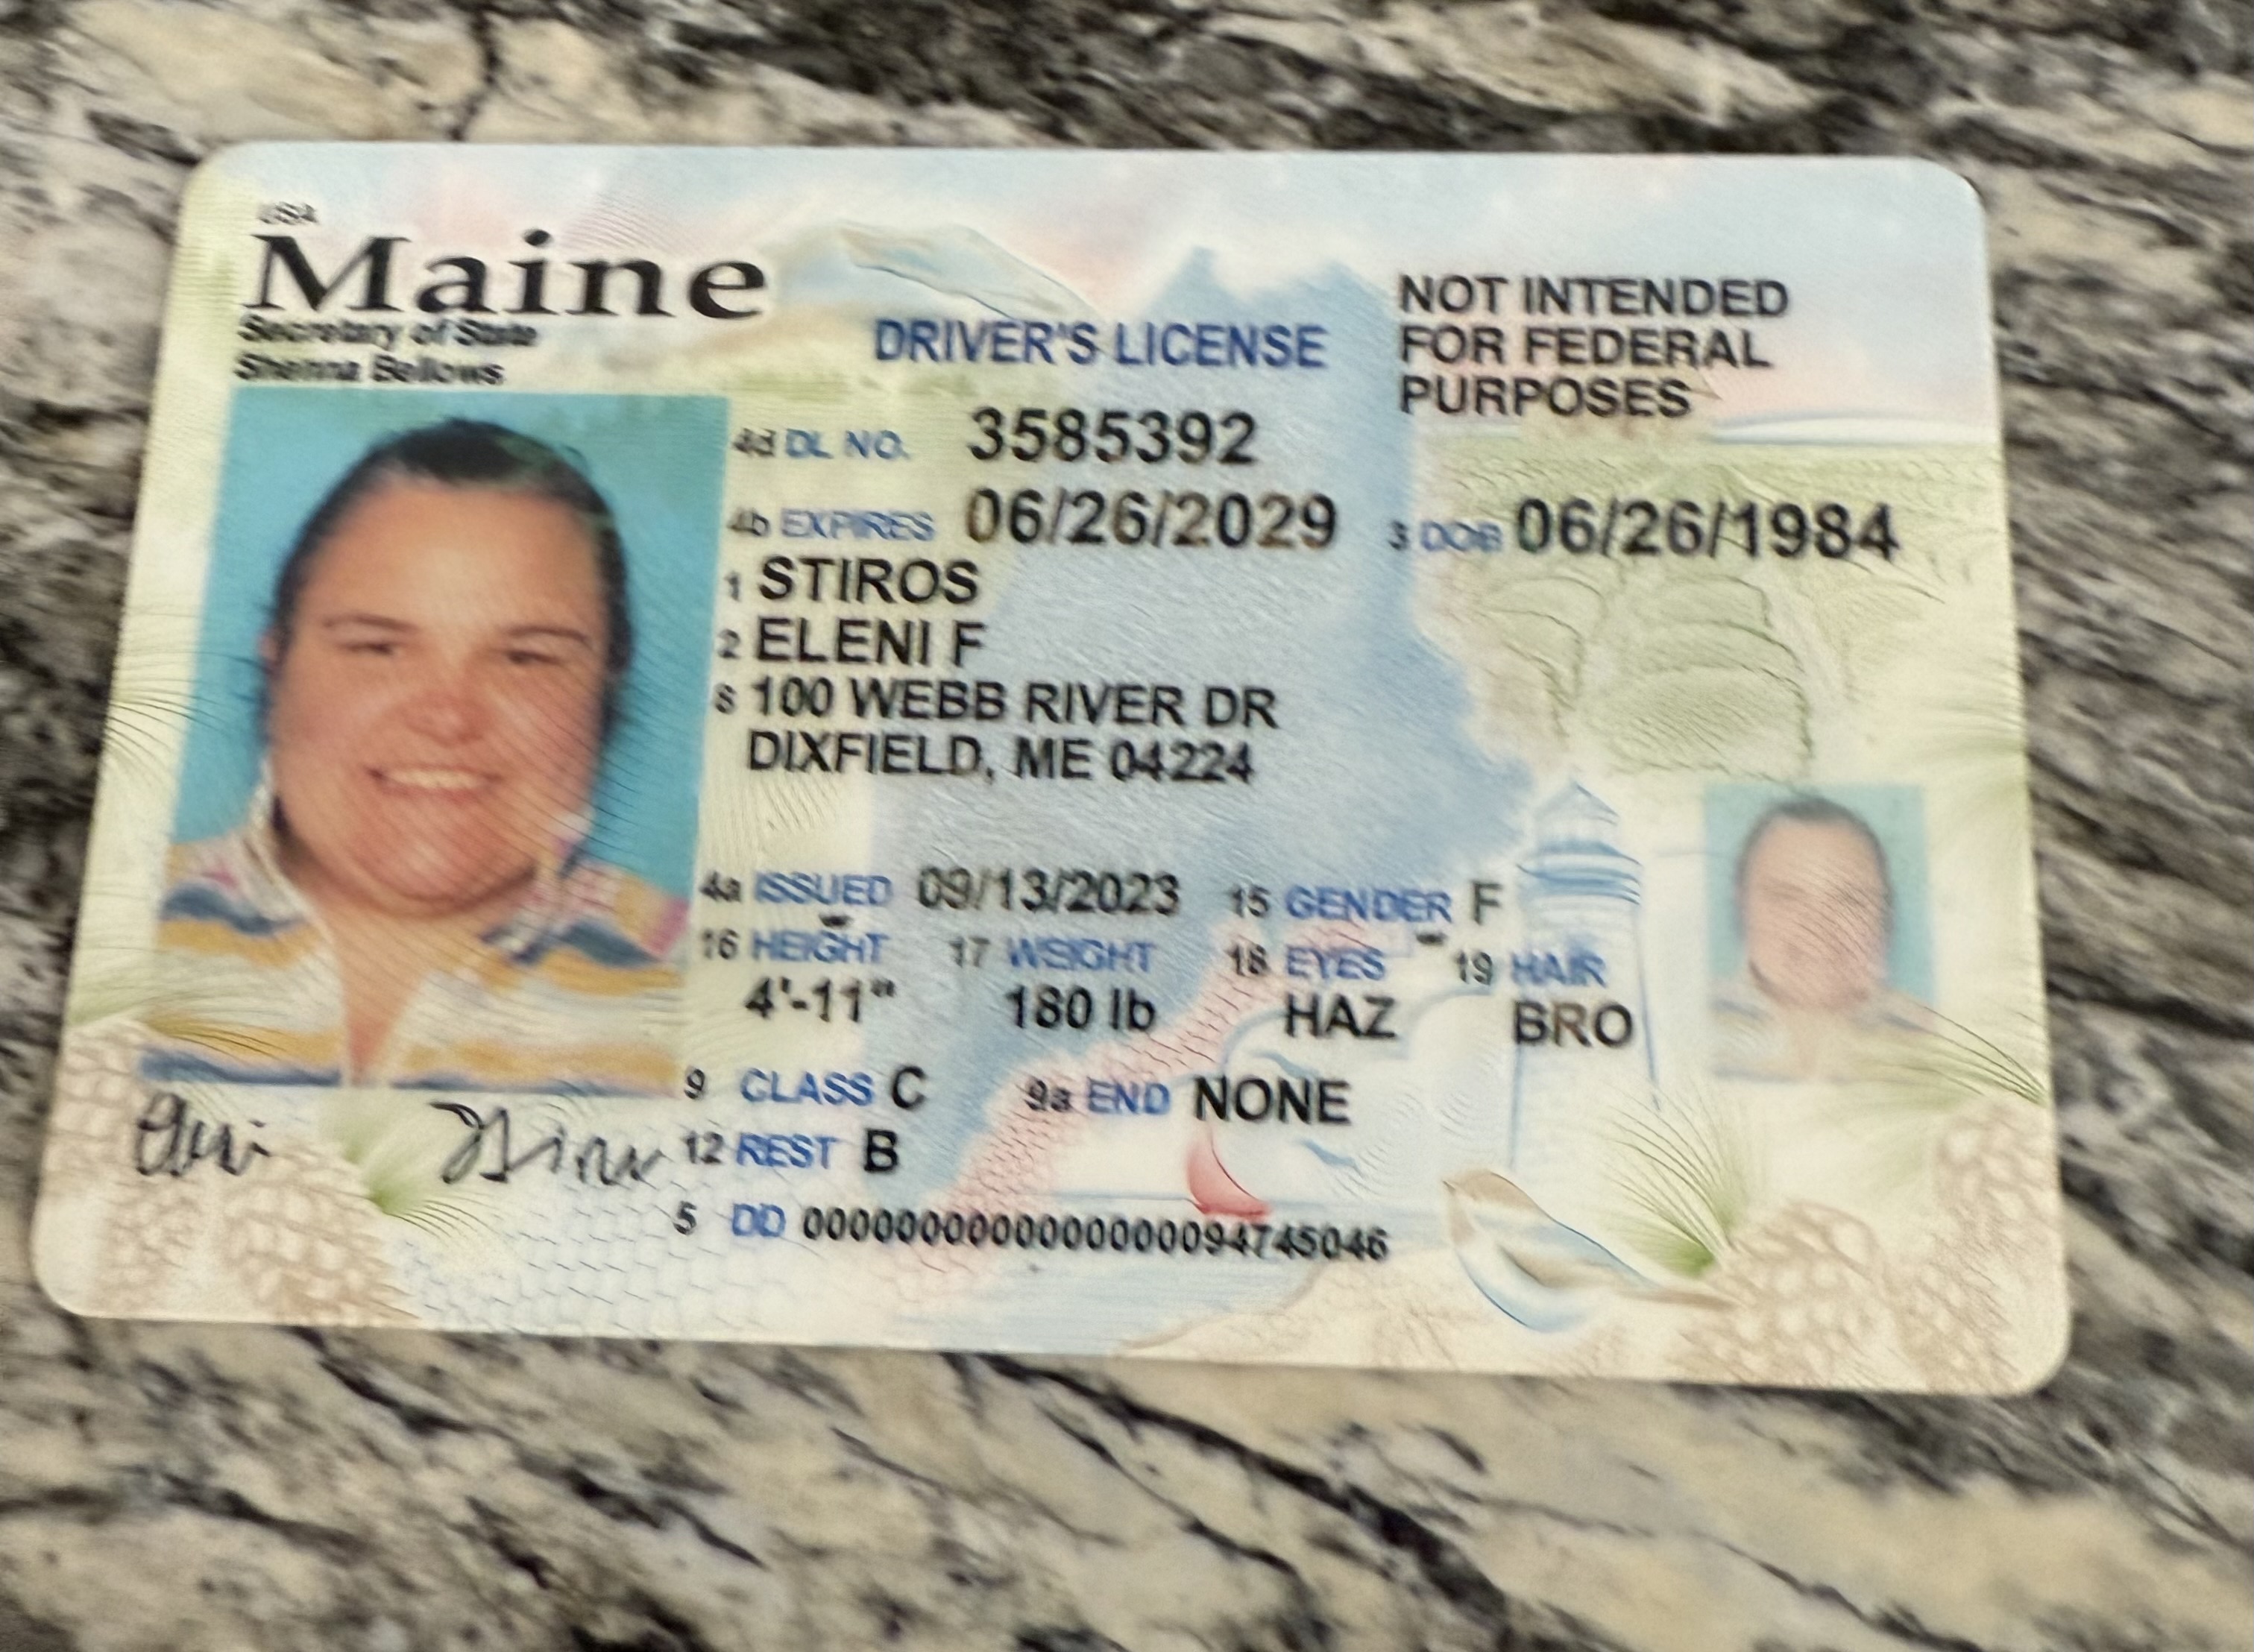 USA
Maine
Secretary of State
Shenna Bellows
DRIVER'S LICENSE
NOT INTENDED
FOR FEDERAL
PURPOSES
4d DL NO. 3585392
4b EXPIRES 06/26/2029 3 DOB 06/26/1984
1 STIROS
2 ELENI F
8 100 WEBB RIVER DR
DIXFIELD, ME 04224
4a ISSUED 09/13/2023 15 GENDER F
16 HEIGHT 17 WEIGHT 18 EYES 19 HAIR
4'-11" 180 lb HAZ BRO
9 CLASS C 9a END NONE
12 REST B
5 DD 00000000000000000094745046